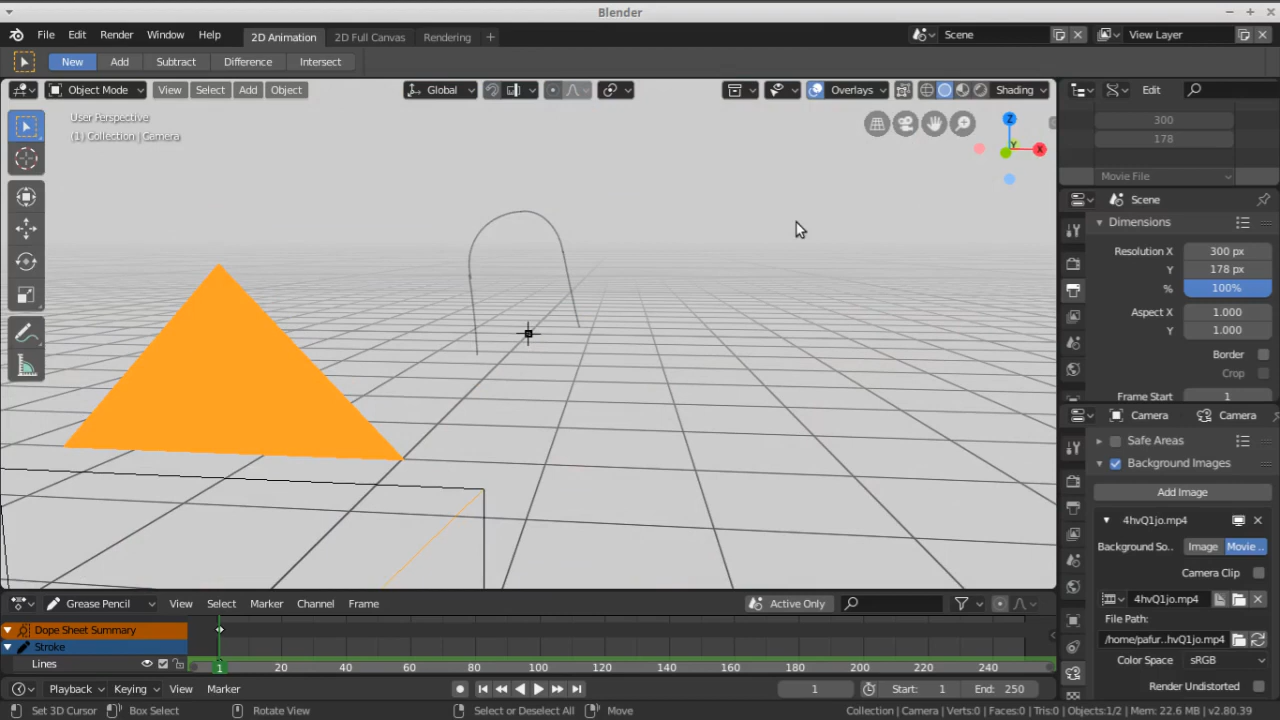 Blender
File Edit Render Window Help 2D Animation 2D Full Canvas Rendering Scene View Layer
New Add Subtract Difference Intersect
Object Mode View Select Add Object Global Overlays Shading Edit
User Perspective
(1) Collection | Camera
Z
Y
X
300
178
Movie File
Scene
Dimensions
Resolution X 300 px
Y 178 px
% 100%
Aspect X 1.000
Y 1.000
Border
Crop
Frame Start 1
Camera Camera
Safe Areas
Background Images
Add Image
4hvQ1jo.mp4
Background So.. Image Movie ..
Camera Clip
4hvQ1jo.mp4
File Path:
/home/pafur..hvQ1jo.mp4
Color Space sRGB
Render Undistorted
Grease Pencil View Select Marker Channel Frame Active Only
Dope Sheet Summary
Stroke
Lines
1 20 40 60 80 100 120 140 160 180 200 220 240
Playback Keying View Marker 1 Start: 1 End: 250
Set 3D Cursor Box Select Rotate View Select or Deselect All Move Collection | Camera | Verts:0 | Faces:0 | Tris:0 | Objects:1/2 | Mem: 22.6 MB | v2.80.39